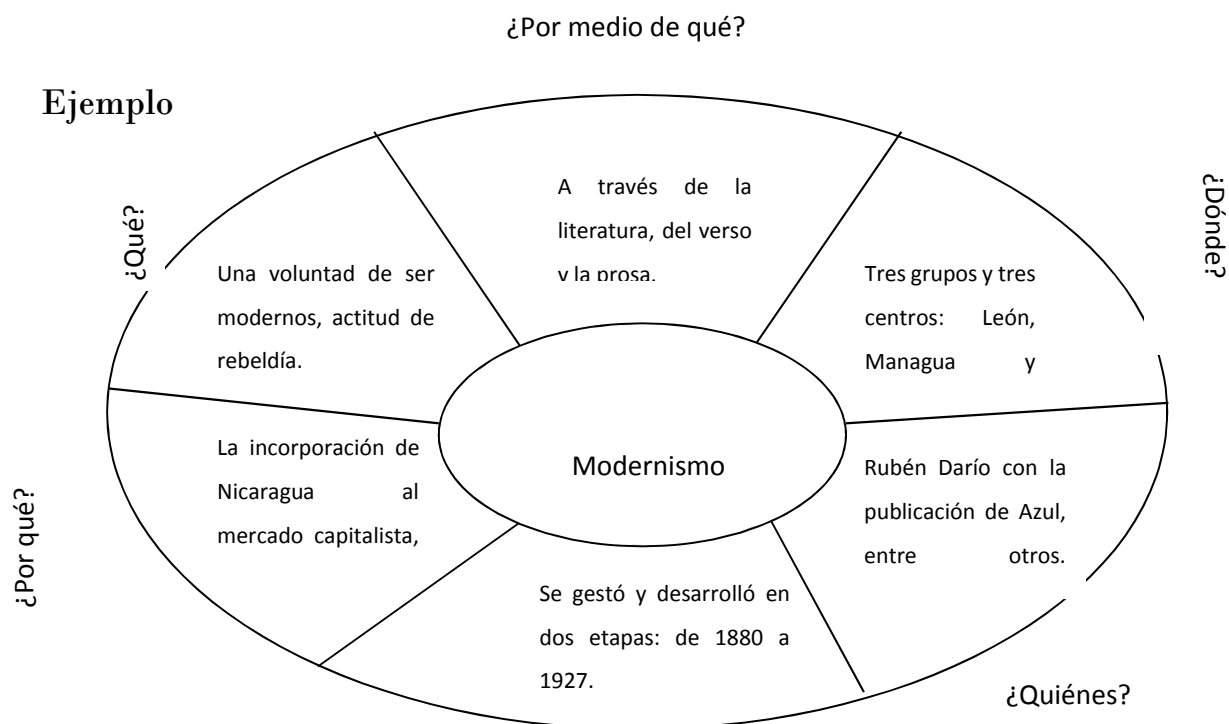 ¿Por medio de qué?
Ejemplo
¿Qué?
Una voluntad de ser
modernos, actitud de
rebeldía.
A través de la
literatura, del verso
y la prosa.
¿Dónde?
Tres grupos y tres
centros: León,
Managua y
Modernismo
¿Por qué?
La incorporación de
Nicaragua al
mercado capitalista,
Se gestó y desarrolló en
dos etapas: de 1880 a
1927.
Rubén Darío con la
publicación de Azul,
entre otros.
¿Quiénes?